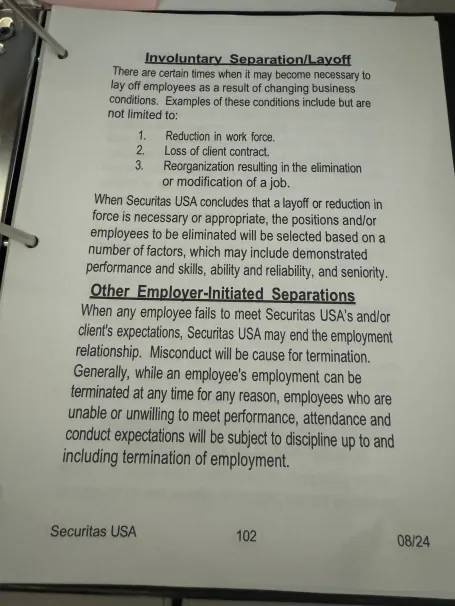 Involuntary Separation/Layoff
There are certain times when it may become necessary to
lay off employees as a result of changing business
conditions. Examples of these conditions include but are
not limited to:
1. Reduction in work force.
2. Loss of client contract.
3. Reorganization resulting in the elimination
or modification of a job.
When Securitas USA concludes that a layoff or reduction in
force is necessary or appropriate, the positions and/or
employees to be eliminated will be selected based on a
number of factors, which may include demonstrated
performance and skills, ability and reliability, and seniority.
Other Employer-Initiated Separations
When any employee fails to meet Securitas USA's and/or
client's expectations, Securitas USA may end the employment
relationship. Misconduct will be cause for termination.
Generally, while an employee's employment can be
terminated at any time for any reason, employees who are
unable or unwilling to meet performance, attendance and
conduct expectations will be subject to discipline up to and
including termination of employment.
Securitas USA 102 08/24